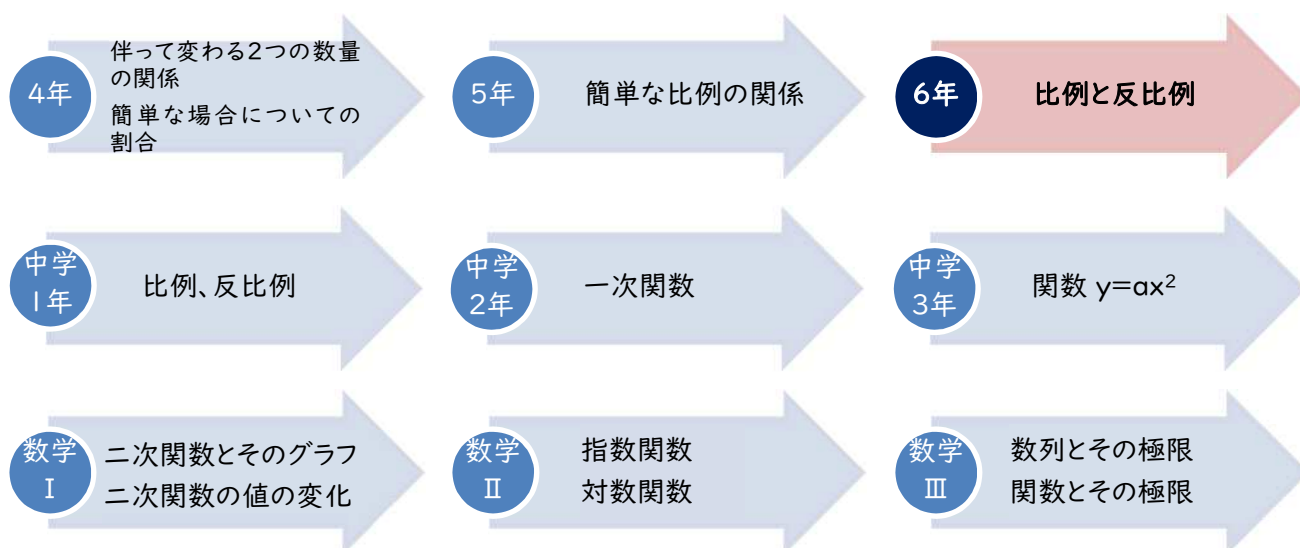 4年
伴って変わる2つの数量
の関係
簡単な場合についての
割合
5年
簡単な比例の関係
6年
比例と反比例
中学
1年
比例、反比例
中学
2年
一次関数
中学
3年
関数 y=ax²
数学
Ⅰ
二次関数とそのグラフ
二次関数の値の変化
数学
Ⅱ
指数関数
対数関数
数学
Ⅲ
数列とその極限
関数とその極限